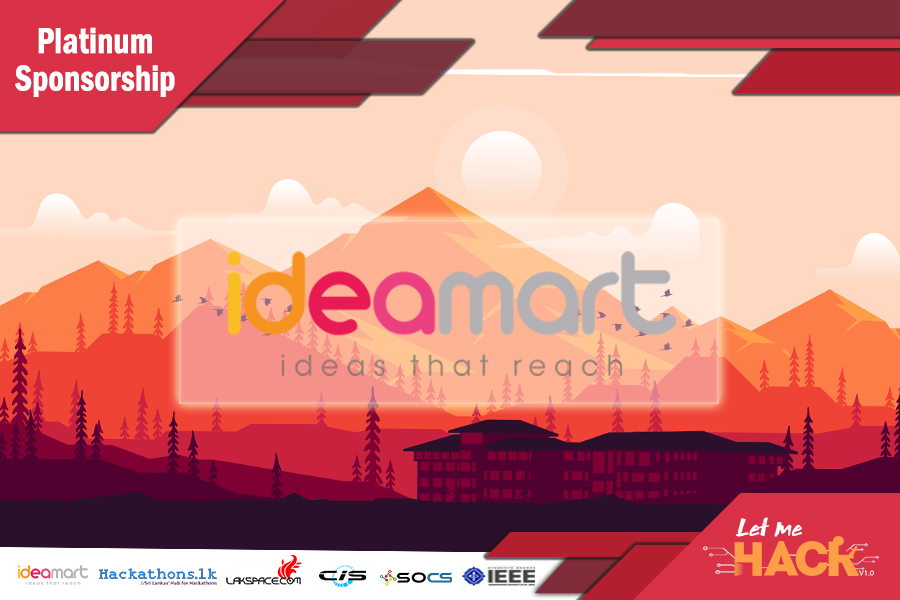 Platinum
Sponsorship
ideamart
ideas that reach
Let me
HACK
V1.0
ideamart
ideas that reach
Hackathons.lk
//Sri Lankas' Hub for Hackathons
LAKSPACE.COM
CIS
SOCS
IEEE